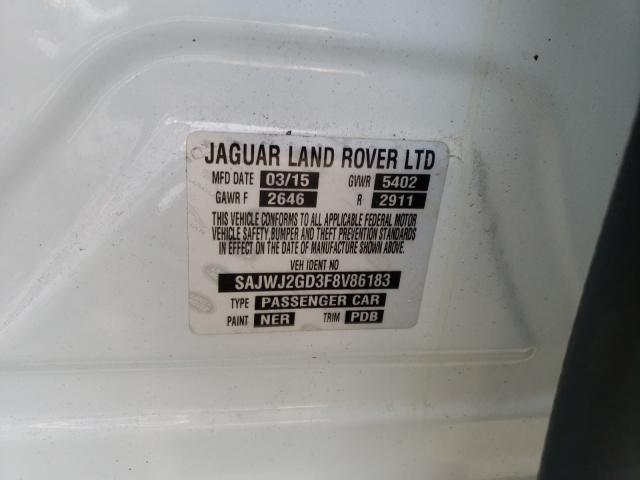 JAGUAR LAND ROVER LTD
MFD DATE 03/15 GVWR 5402
GAWR F 2646 R 2911
THIS VEHICLE CONFORMS TO ALL APPLICABLE FEDERAL MOTOR
VEHICLE SAFETY, BUMPER AND THEFT PREVENTION STANDARDS
IN EFFECT ON THE DATE OF MANUFACTURE SHOWN ABOVE.
VEH IDENT NO
SAJWJ2GD3F8V86183
TYPE PASSENGER CAR
PAINT NER TRIM PDB